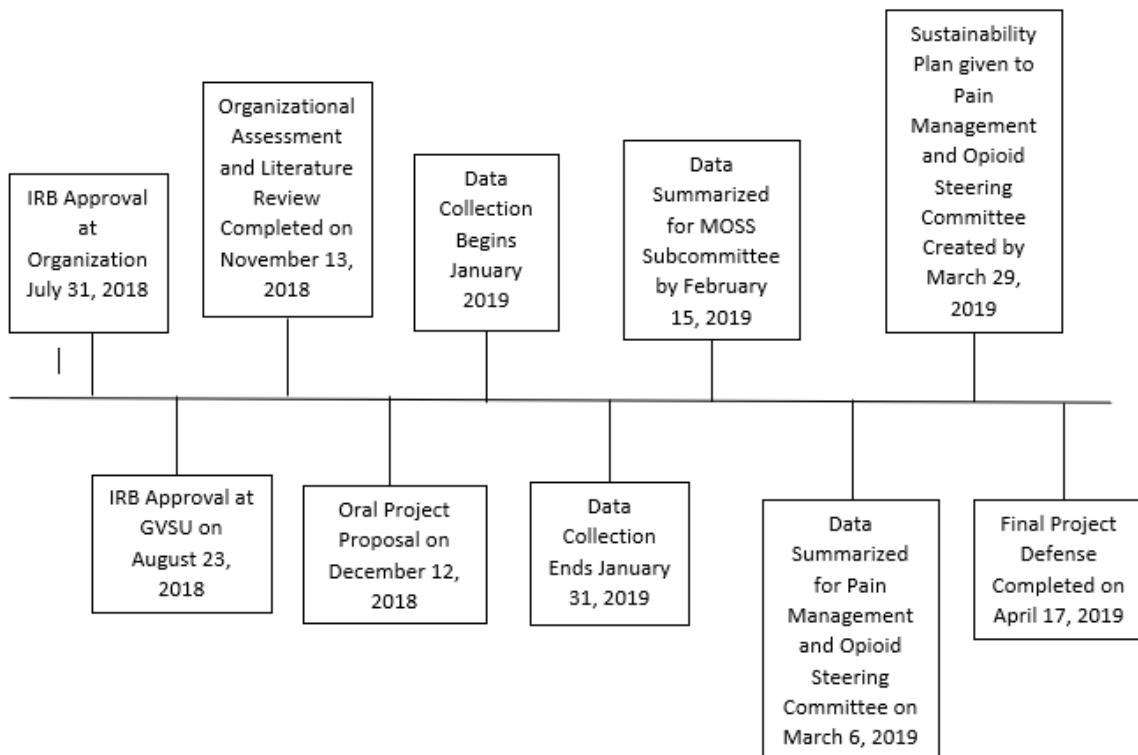 IRB Approval
at
Organization
July 31, 2018
IRB Approval at
GVSU on
August 23,
2018
Organizational
Assessment
and Literature
Review
Completed on
November 13,
2018
Oral Project
Proposal on
December 12,
2018
Data
Collection
Begins
January
2019
Data
Collection
Ends January
31, 2019
Data
Summarized
for MOSS
Subcommittee
by February
15, 2019
Data
Summarized
for Pain
Management
and Opioid
Steering
Committee on
March 6, 2019
Sustainability
Plan given to
Pain
Management
and Opioid
Steering
Committee
Created by
March 29,
2019
Final Project
Defense
Completed on
April 17, 2019